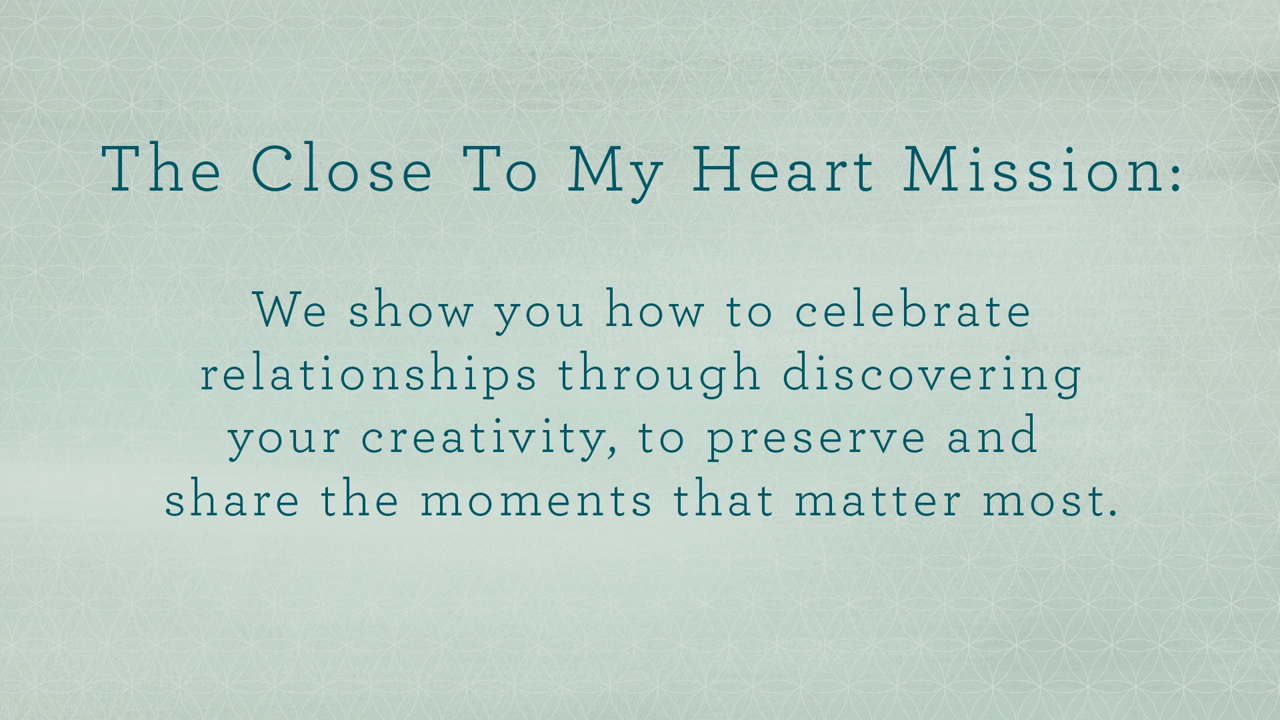 The Close To My Heart Mission:
We show you how to celebrate
relationships through discovering
your creativity, to preserve and
share the moments that matter most.